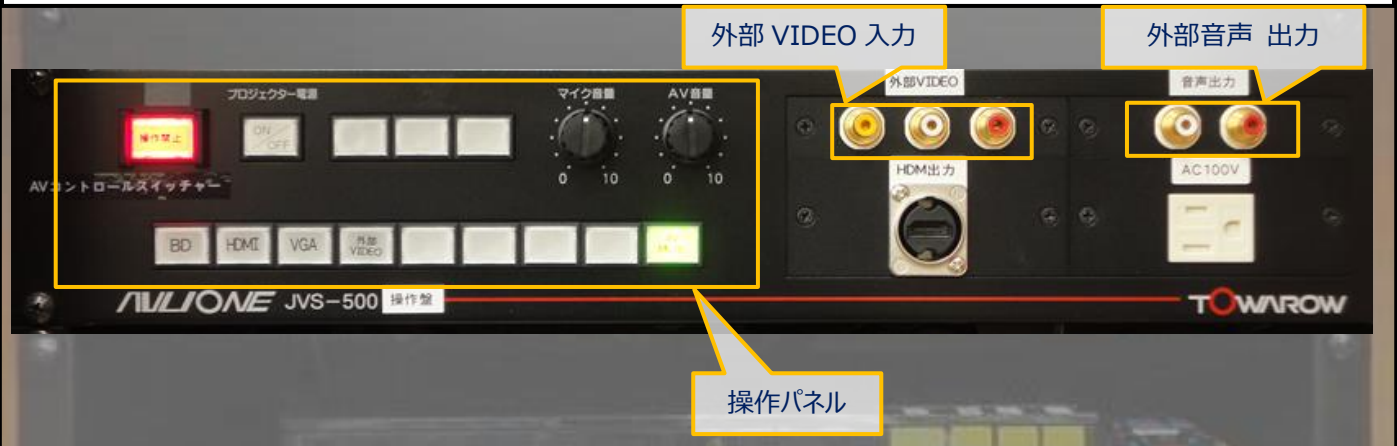 外部 VIDEO 入力
外部音声 出力
外部VIDEO
音声出力
操作禁止
プロジェクター電源
ON/OFF
マイク音量
AV音量
0 10
0 10
AVコントロールスイッチャー
HDMI出力
AC100V
BD
HDMI
VGA
外部VIDEO
AVLIONE JVS-500
操作盤
TOWAROW
操作パネル